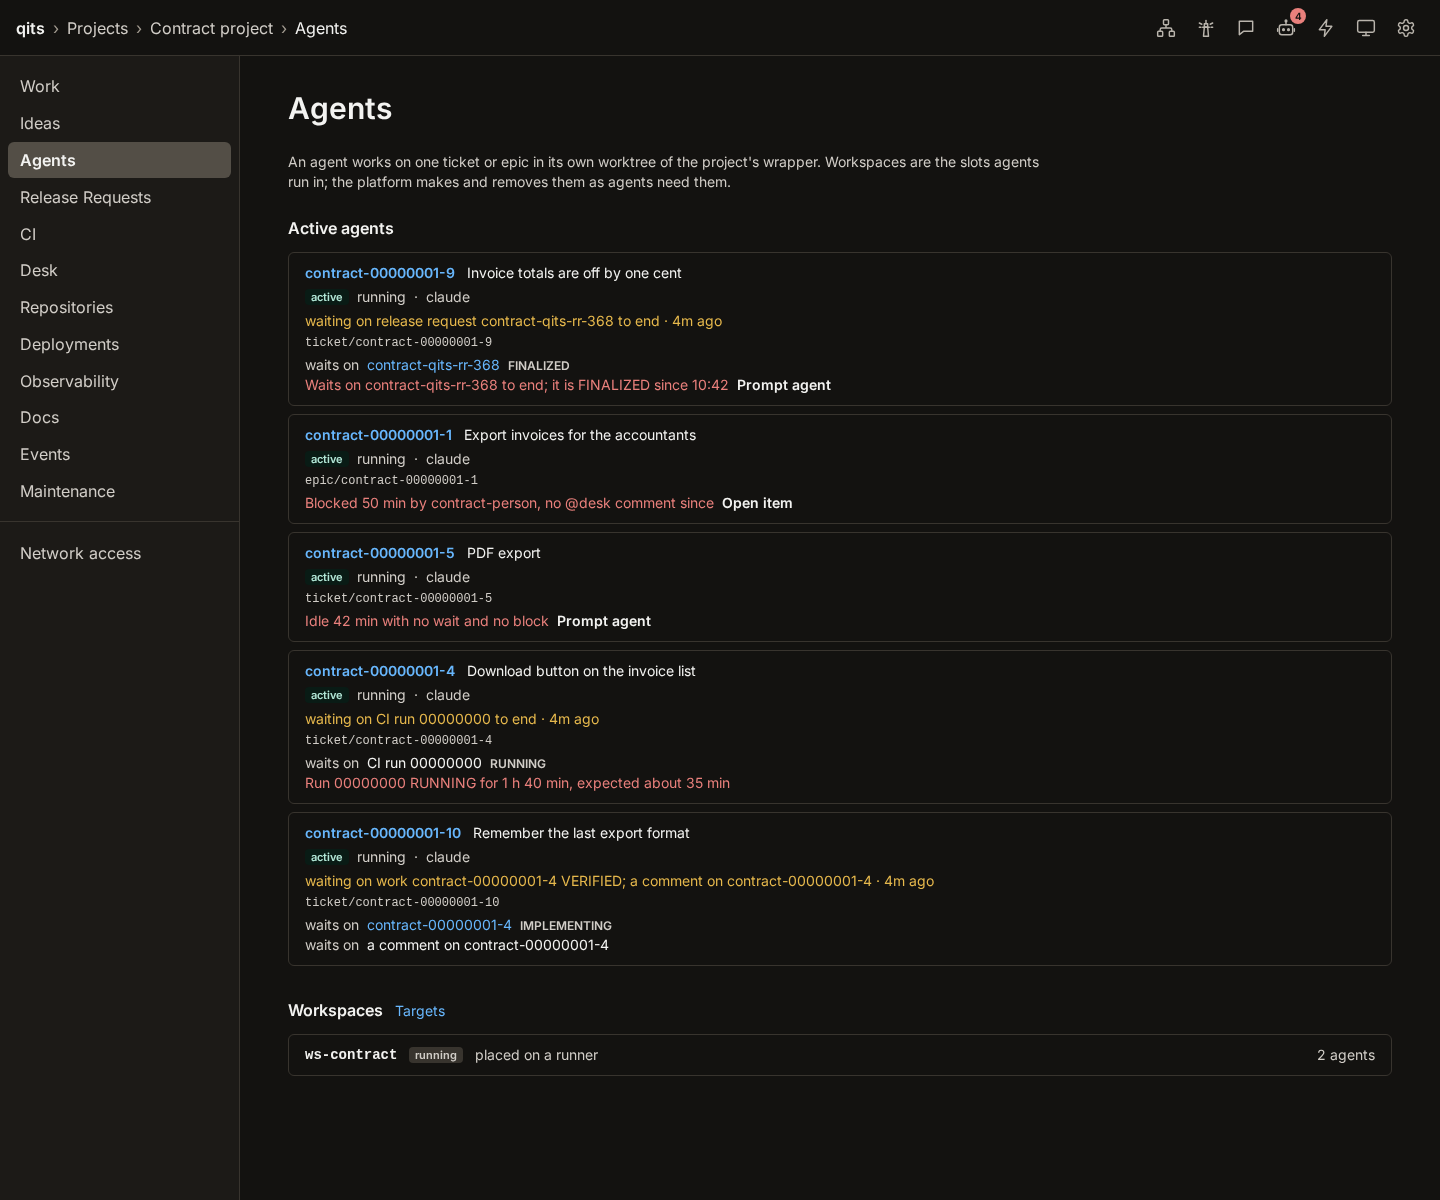 qits › Projects › Contract project › Agents
4
Work
Ideas
Agents
Release Requests
CI
Desk
Repositories
Deployments
Observability
Docs
Events
Maintenance
Network access
Agents
An agent works on one ticket or epic in its own worktree of the project's wrapper. Workspaces are the slots agents
run in; the platform makes and removes them as agents need them.
Active agents
contract-00000001-9 Invoice totals are off by one cent
active running · claude
waiting on release request contract-qits-rr-368 to end · 4m ago
ticket/contract-00000001-9
waits on contract-qits-rr-368 FINALIZED
Waits on contract-qits-rr-368 to end; it is FINALIZED since 10:42 Prompt agent
contract-00000001-1 Export invoices for the accountants
active running · claude
epic/contract-00000001-1
Blocked 50 min by contract-person, no @desk comment since Open item
contract-00000001-5 PDF export
active running · claude
ticket/contract-00000001-5
Idle 42 min with no wait and no block Prompt agent
contract-00000001-4 Download button on the invoice list
active running · claude
waiting on CI run 00000000 to end · 4m ago
ticket/contract-00000001-4
waits on CI run 00000000 RUNNING
Run 00000000 RUNNING for 1 h 40 min, expected about 35 min
contract-00000001-10 Remember the last export format
active running · claude
waiting on work contract-00000001-4 VERIFIED; a comment on contract-00000001-4 · 4m ago
ticket/contract-00000001-10
waits on contract-00000001-4 IMPLEMENTING
waits on a comment on contract-00000001-4
Workspaces Targets
ws-contract running placed on a runner 2 agents